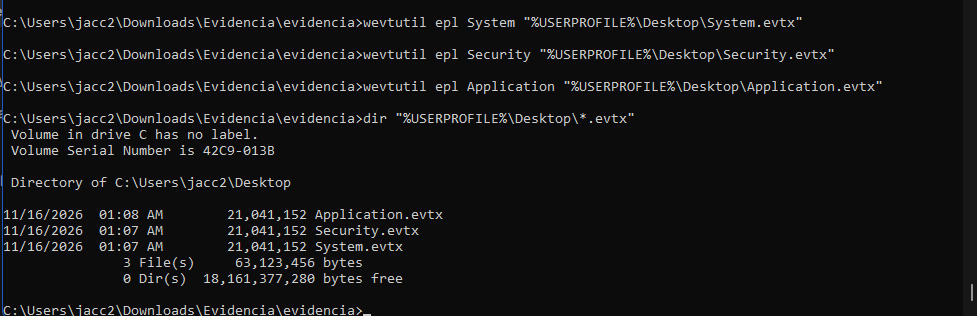 C:\Users\jacc2\Downloads\Evidencia\evidencia>wevtutil epl System "%USERPROFILE%\Desktop\System.evtx"
C:\Users\jacc2\Downloads\Evidencia\evidencia>wevtutil epl Security "%USERPROFILE%\Desktop\Security.evtx"
C:\Users\jacc2\Downloads\Evidencia\evidencia>wevtutil epl Application "%USERPROFILE%\Desktop\Application.evtx"
C:\Users\jacc2\Downloads\Evidencia\evidencia>dir "%USERPROFILE%\Desktop\*.evtx"
 Volume in drive C has no label.
 Volume Serial Number is 42C9-013B
 Directory of C:\Users\jacc2\Desktop
11/16/2026  01:08 AM        21,041,152 Application.evtx
11/16/2026  01:07 AM        21,041,152 Security.evtx
11/16/2026  01:07 AM        21,041,152 System.evtx
               3 File(s)     63,123,456 bytes
               0 Dir(s)  18,161,377,280 bytes free
C:\Users\jacc2\Downloads\Evidencia\evidencia>